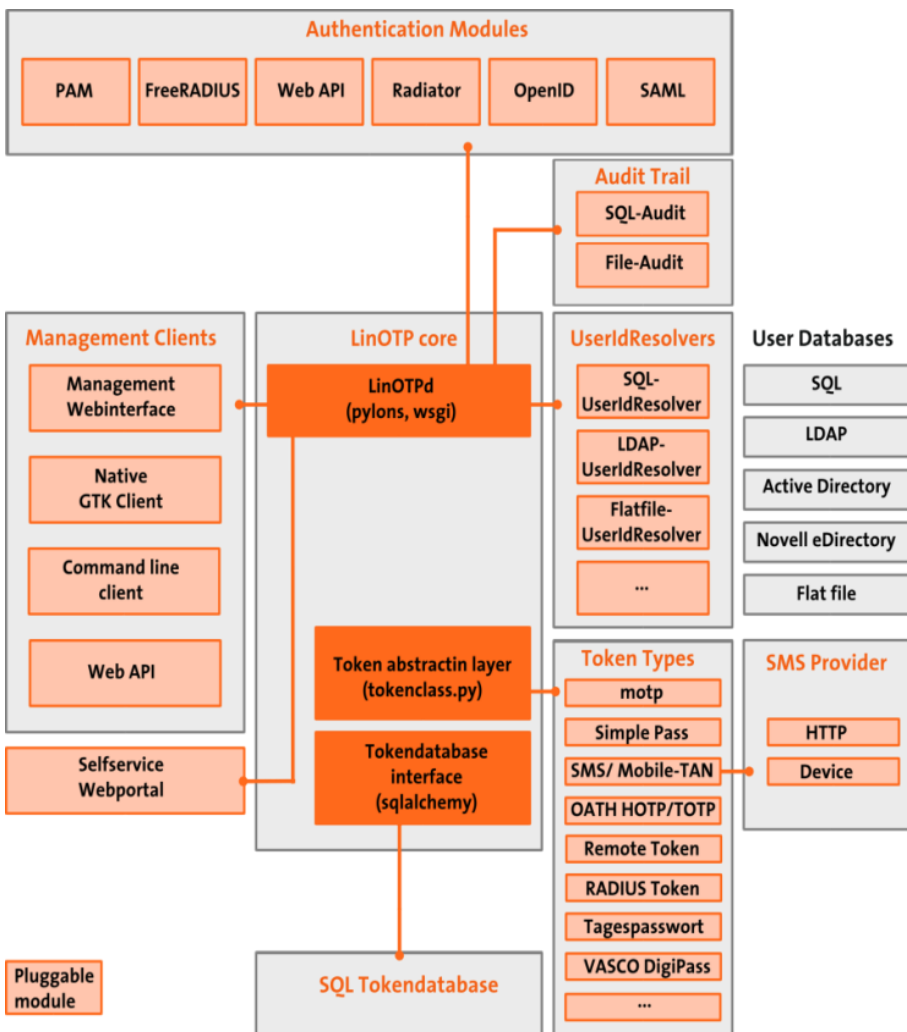 Authentication Modules
PAM
FreeRADIUS
Web API
Radiator
OpenID
SAML
Audit Trail
SQL-Audit
File-Audit
Management Clients
Management
Webinterface
Native
GTK Client
Command line
client
Web API
Selfservice
Webportal
LinOTP core
LinOTPd
(pylons, wsgi)
Token abstractin layer
(tokenclass.py)
Tokendatabase
interface
(sqlalchemy)
UserIdResolvers
SQL-
UserIdResolver
LDAP-
UserIdResolver
Flatfile-
UserIdResolver
...
User Databases
SQL
LDAP
Active Directory
Novell eDirectory
Flat file
Token Types
motp
Simple Pass
SMS/ Mobile-TAN
OATH HOTP/TOTP
Remote Token
RADIUS Token
Tagespasswort
VASCO DigiPass
...
SMS Provider
HTTP
Device
SQL Tokendatabase
Pluggable
module